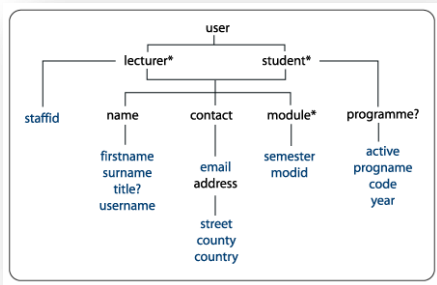 user
lecturer* student*
staffid name contact module* programme?
firstname
surname
title?
username
email
address
street
county
country
semester
modid
active
progname
code
year